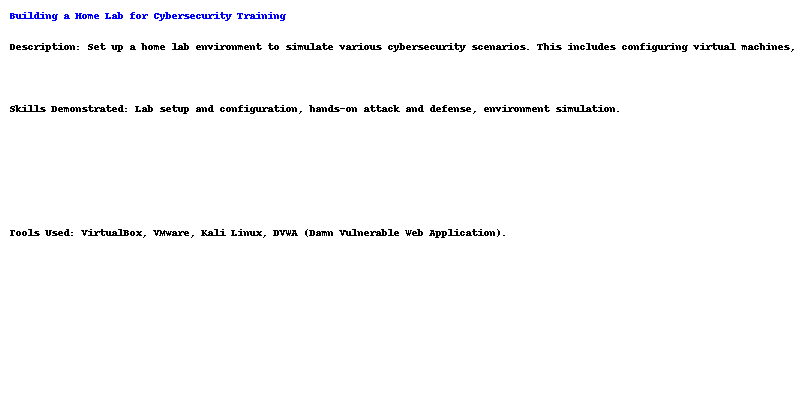 Building a Home Lab for Cybersecurity Training
Description: Set up a home lab environment to simulate various cybersecurity scenarios. This includes configuring virtual machines,
Skills Demonstrated: Lab setup and configuration, hands-on attack and defense, environment simulation.
Tools Used: VirtualBox, VMware, Kali Linux, DVWA (Damn Vulnerable Web Application).